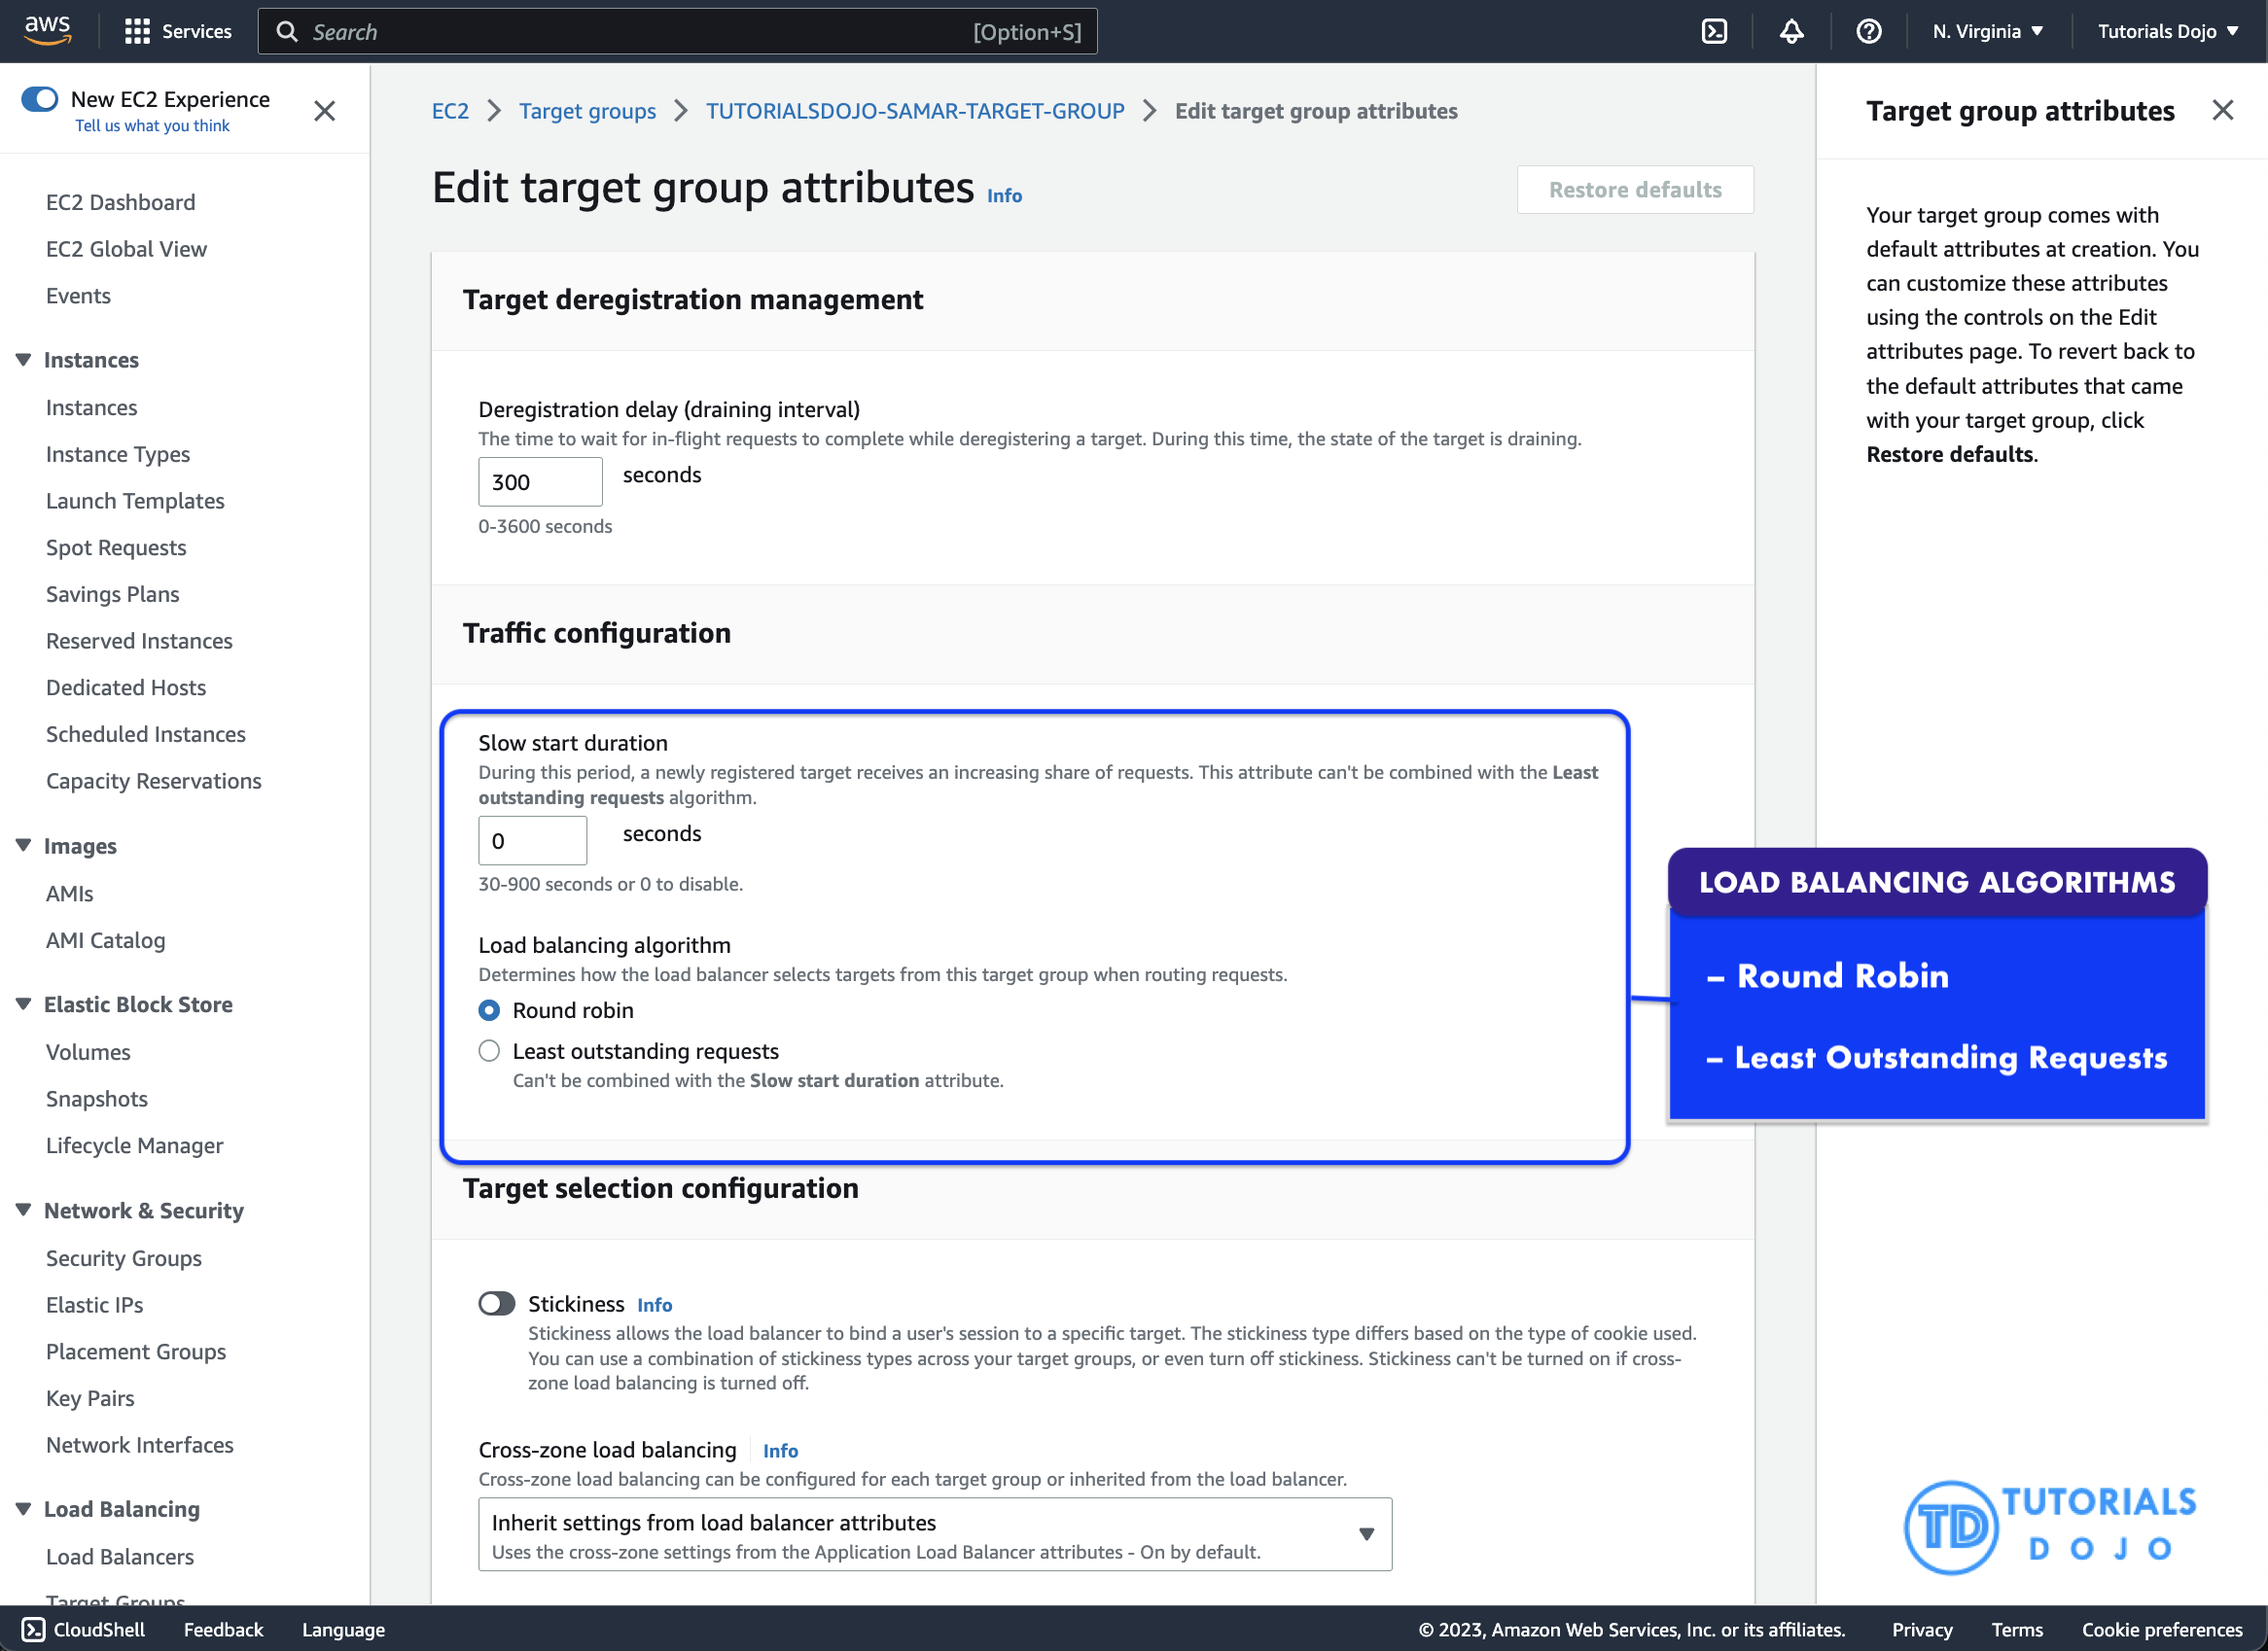 aws
Services
Search
[Option+S]
N. Virginia
Tutorials Dojo
New EC2 Experience
Tell us what you think
EC2 Dashboard
EC2 Global View
Events
Instances
Instances
Instance Types
Launch Templates
Spot Requests
Savings Plans
Reserved Instances
Dedicated Hosts
Scheduled Instances
Capacity Reservations
Images
AMIs
AMI Catalog
Elastic Block Store
Volumes
Snapshots
Lifecycle Manager
Network & Security
Security Groups
Elastic IPs
Placement Groups
Key Pairs
Network Interfaces
Load Balancing
Load Balancers
Target Groups
EC2 > Target groups > TUTORIALSDOJO-SAMAR-TARGET-GROUP > Edit target group attributes
Edit target group attributes Info
Restore defaults
Target deregistration management
Deregistration delay (draining interval)
The time to wait for in-flight requests to complete while deregistering a target. During this time, the state of the target is draining.
300 seconds
0-3600 seconds
Traffic configuration
Slow start duration
During this period, a newly registered target receives an increasing share of requests. This attribute can't be combined with the Least
outstanding requests algorithm.
0 seconds
30-900 seconds or 0 to disable.
Load balancing algorithm
Determines how the load balancer selects targets from this target group when routing requests.
Round robin
Least outstanding requests
Can't be combined with the Slow start duration attribute.
Target selection configuration
Stickiness Info
Stickiness allows the load balancer to bind a user's session to a specific target. The stickiness type differs based on the type of cookie used.
You can use a combination of stickiness types across your target groups, or even turn off stickiness. Stickiness can't be turned on if cross-
zone load balancing is turned off.
Cross-zone load balancing Info
Cross-zone load balancing can be configured for each target group or inherited from the load balancer.
Inherit settings from load balancer attributes
Uses the cross-zone settings from the Application Load Balancer attributes - On by default.
Target group attributes
Your target group comes with
default attributes at creation. You
can customize these attributes
using the controls on the Edit
attributes page. To revert back to
the default attributes that came
with your target group, click
Restore defaults.
LOAD BALANCING ALGORITHMS
– Round Robin
– Least Outstanding Requests
TD TUTORIALS
DOJO
CloudShell
Feedback
Language
© 2023, Amazon Web Services, Inc. or its affiliates.
Privacy
Terms
Cookie preferences